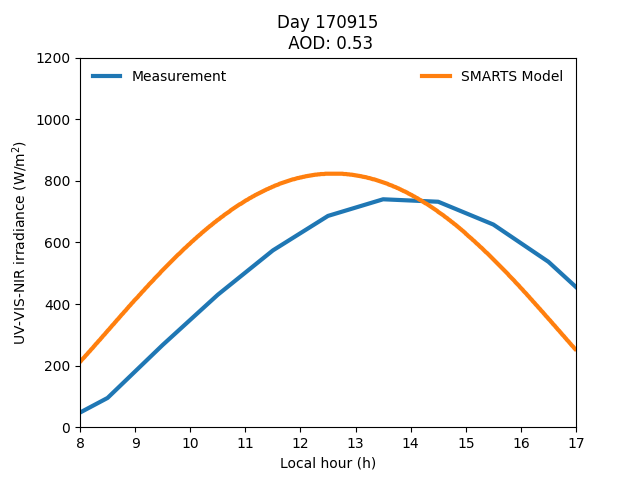 Day 170915
AOD: 0.53
Measurement
SMARTS Model
UV-VIS-NIR irradiance (W/m²)
1200
1000
800
600
400
200
0
8 9 10 11 12 13 14 15 16 17
Local hour (h)